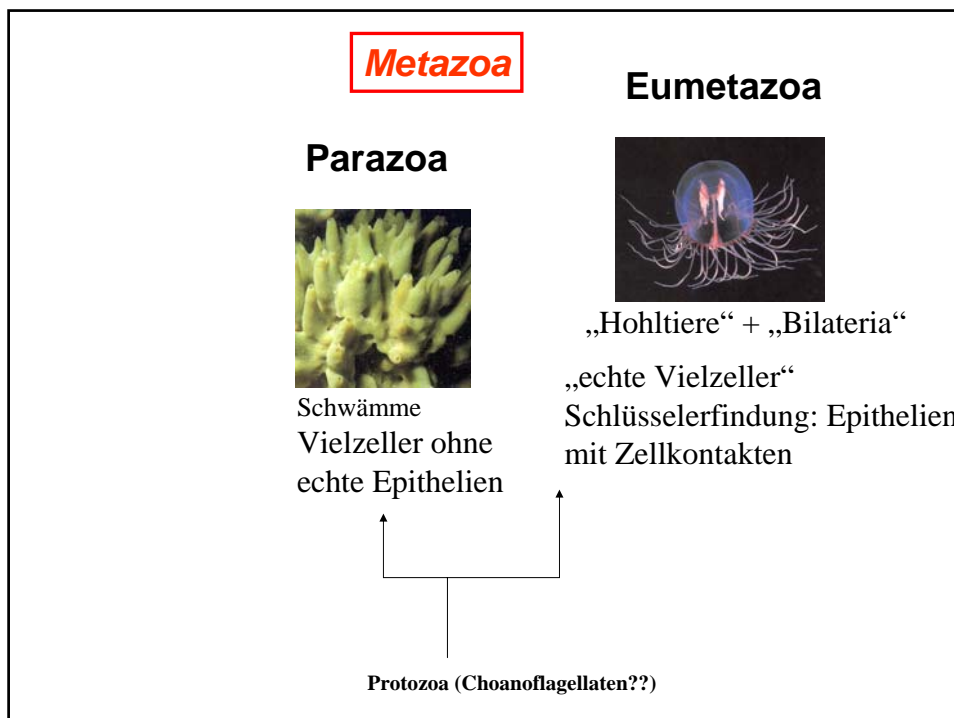 Metazoa
Eumetazoa
Parazoa
„Hohltiere“ + „Bilateria“
„echte Vielzeller“
Schlüsselerfindung: Epithelien
mit Zellkontakten
Schwämme
Vielzeller ohne
echte Epithelien
Protozoa (Choanoflagellaten??)